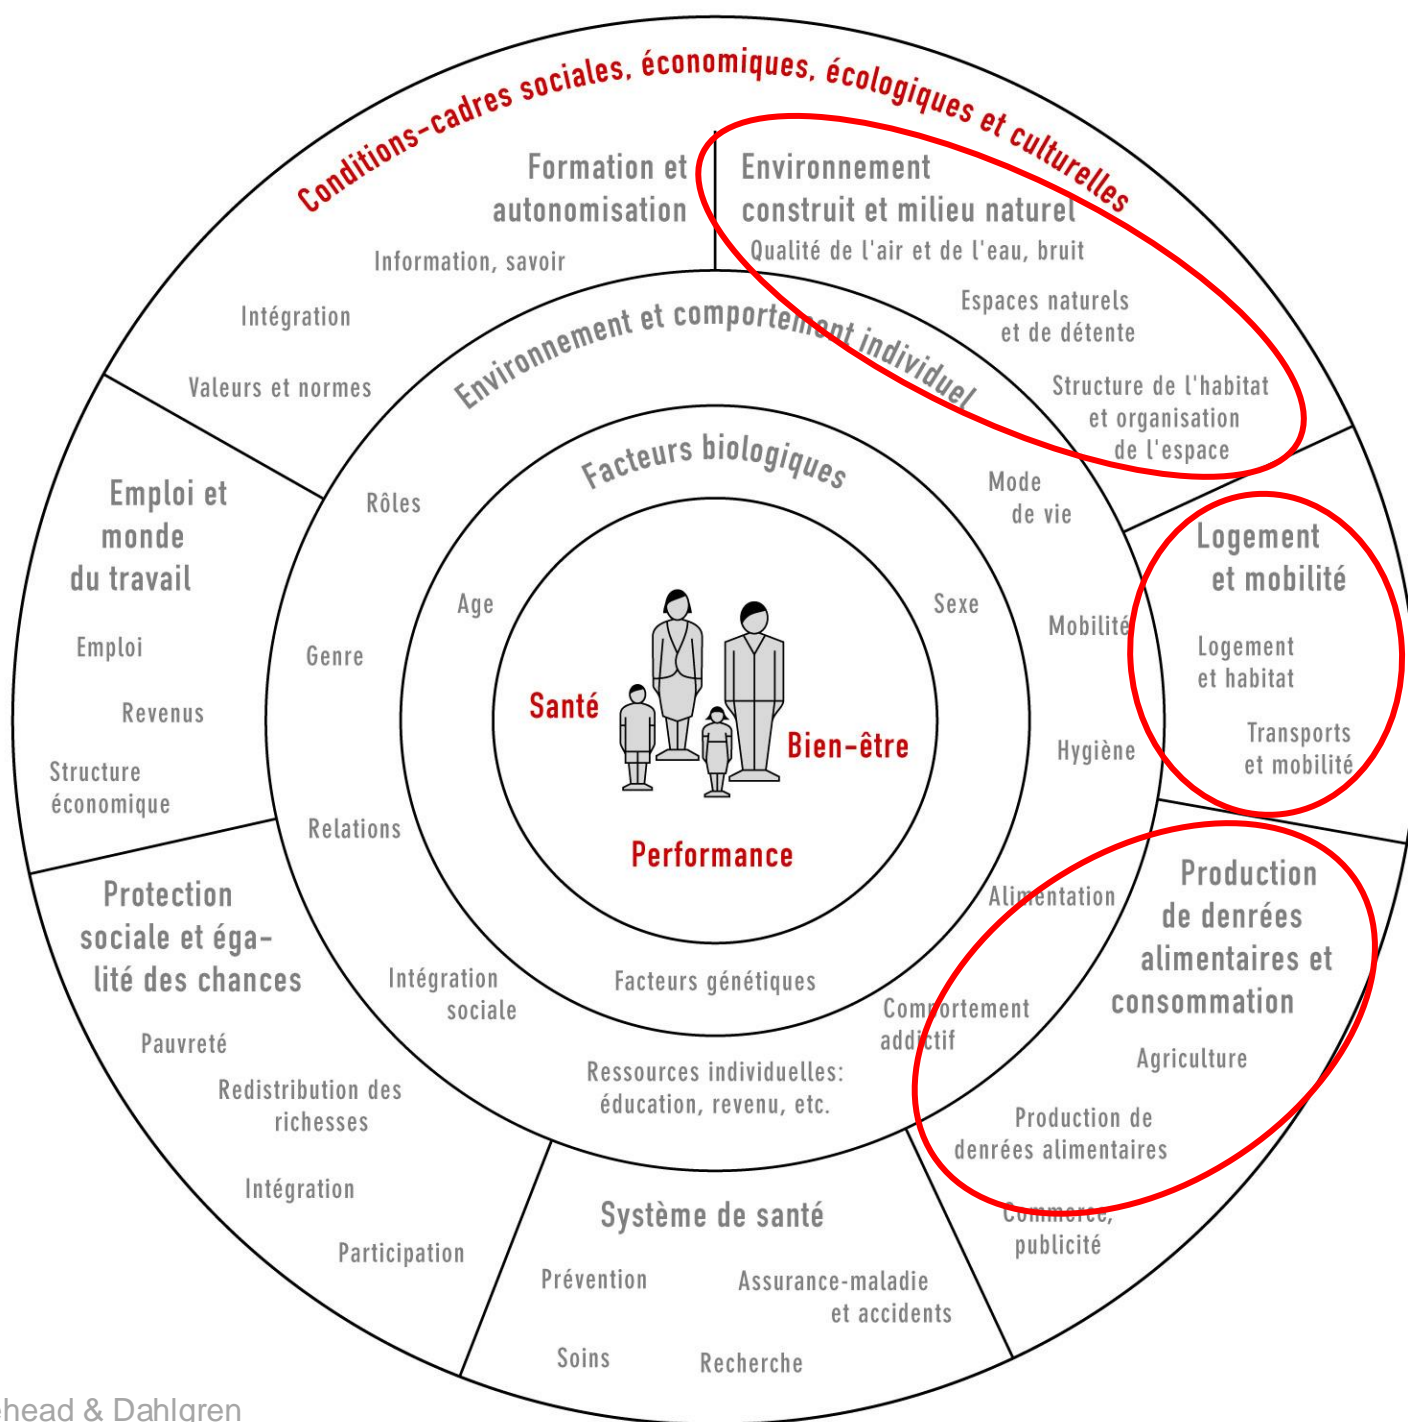 Conditions-cadres sociales, économiques, écologiques et culturelles
Formation et
autonomisation
Information, savoir
Intégration
Valeurs et normes
Environnement
construit et milieu naturel
Qualité de l'air et de l'eau, bruit
Espaces naturels
et de détente
Structure de l'habitat
et organisation
de l'espace
Logement
et mobilité
Logement
et habitat
Transports
et mobilité
Production
de denrées
alimentaires et
consommation
Agriculture
Production de
denrées alimentaires
Commerce,
publicité
Système de santé
Prévention
Assurance-maladie
et accidents
Soins
Recherche
Protection
sociale et éga-
lité des chances
Pauvreté
Redistribution des
richesses
Intégration
Participation
Emploi et
monde
du travail
Emploi
Revenus
Structure
économique
Environnement et comportement individuel
Rôles
Genre
Relations
Intégration
sociale
Ressources individuelles:
éducation, revenu, etc.
Comportement
addictif
Alimentation
Hygiène
Mobilité
Mode
de vie
Facteurs biologiques
Age
Sexe
Facteurs génétiques
Santé
Bien-être
Performance
& Dahlgren